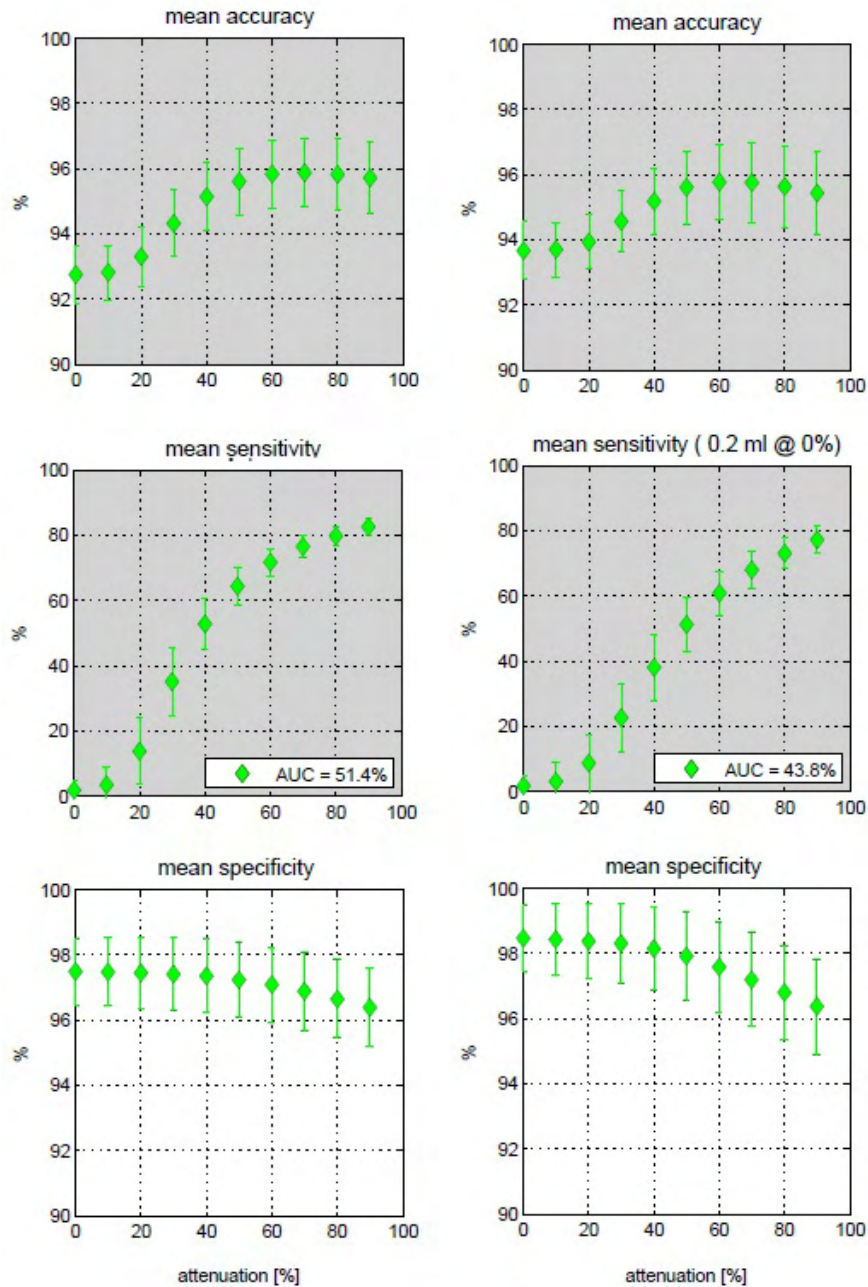 mean accuracy
100
98
96
94
92
90
%
0 20 40 60 80 100
mean accuracy
100
98
96
94
92
90
%
0 20 40 60 80 100
mean sensitivity
100
80
60
40
20
0
%
AUC = 51.4%
0 20 40 60 80 100
mean sensitivity ( 0.2 ml @ 0%)
100
80
60
40
20
0
%
AUC = 43.8%
0 20 40 60 80 100
mean specificity
100
98
96
94
92
90
%
0 20 40 60 80 100
attenuation [%]
mean specificity
100
98
96
94
92
90
%
0 20 40 60 80 100
attenuation [%]